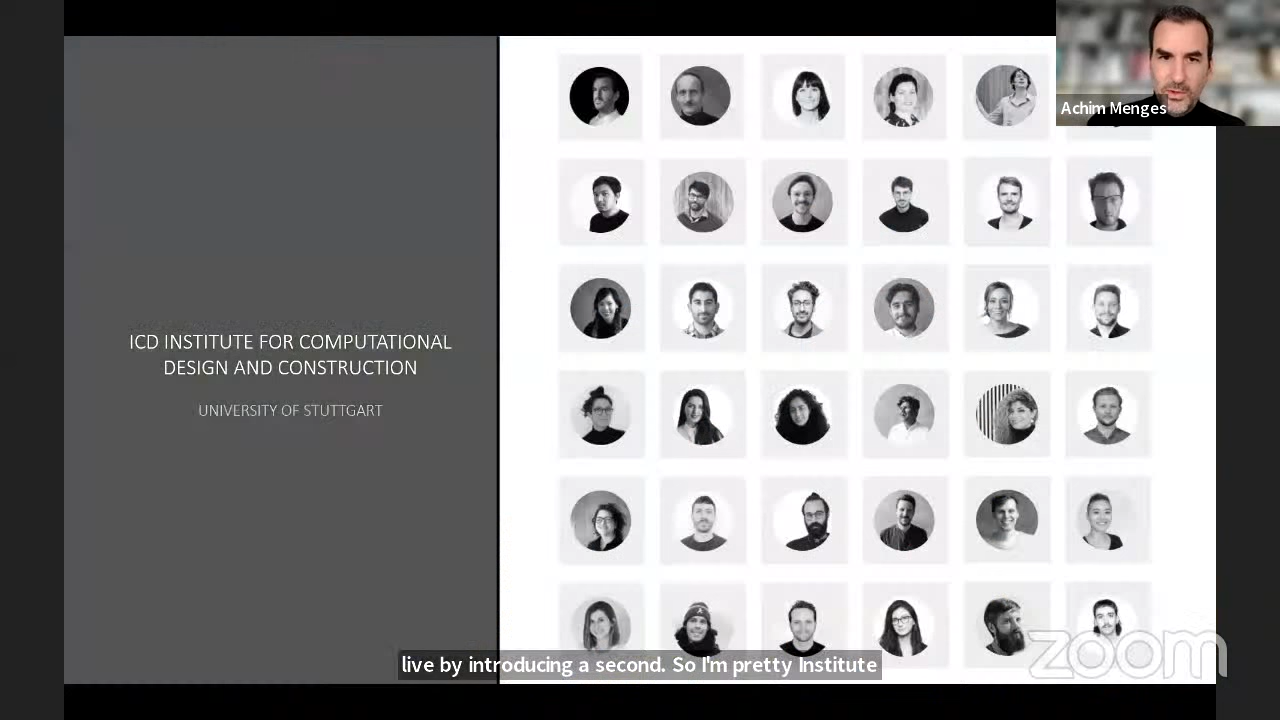 Achim Menges
ICD INSTITUTE FOR COMPUTATIONAL
DESIGN AND CONSTRUCTION
UNIVERSITY OF STUTTGART
live by introducing a second. So I'm pretty Institute
zoom